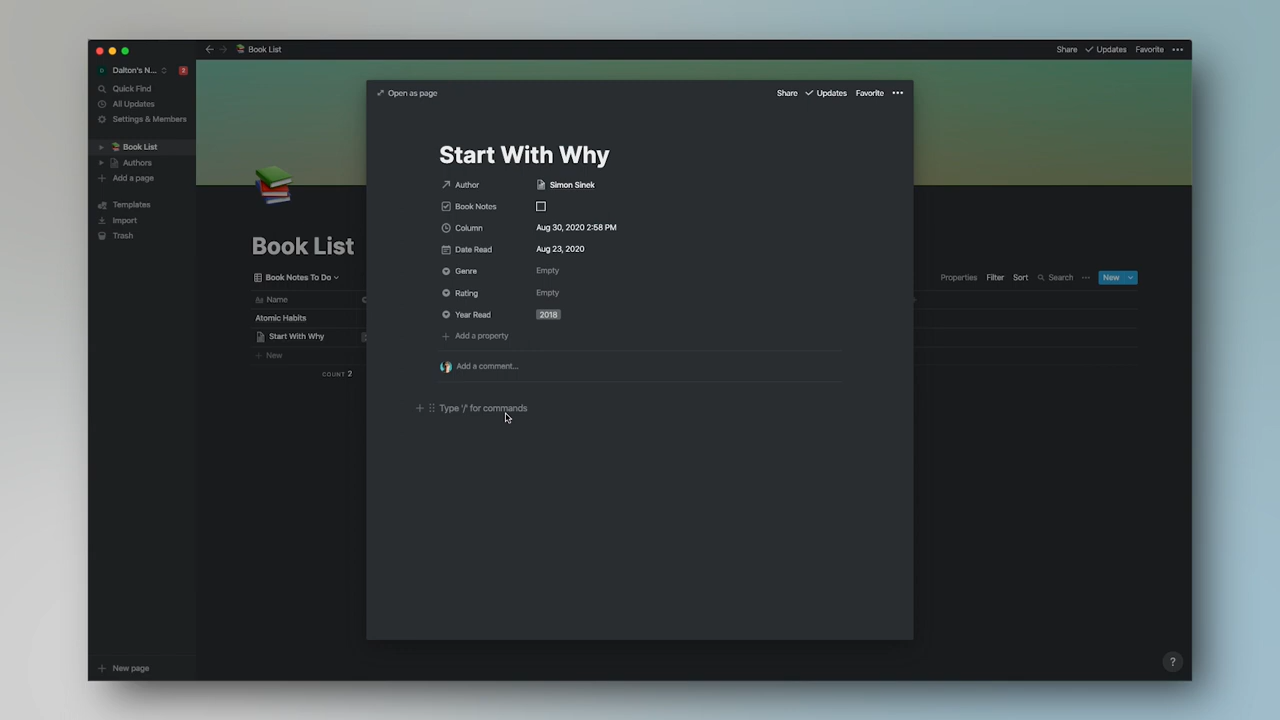 Dalton's N...
2
Quick Find
All Updates
Settings & Members
Book List
Authors
Add a page
Templates
Import
Trash
New page
Book List
Share
Updates
Favorite
Book List
Book Notes To Do
Properties
Filter
Sort
Search
New
Aa Name
Atomic Habits
Start With Why
New
COUNT 2
Open as page
Share
Updates
Favorite
Start With Why
Author Simon Sinek
Book Notes
Column Aug 30, 2020 2:58 PM
Date Read Aug 23, 2020
Genre Empty
Rating Empty
Year Read 2018
Add a property
Add a comment...
Type '/' for commands
?